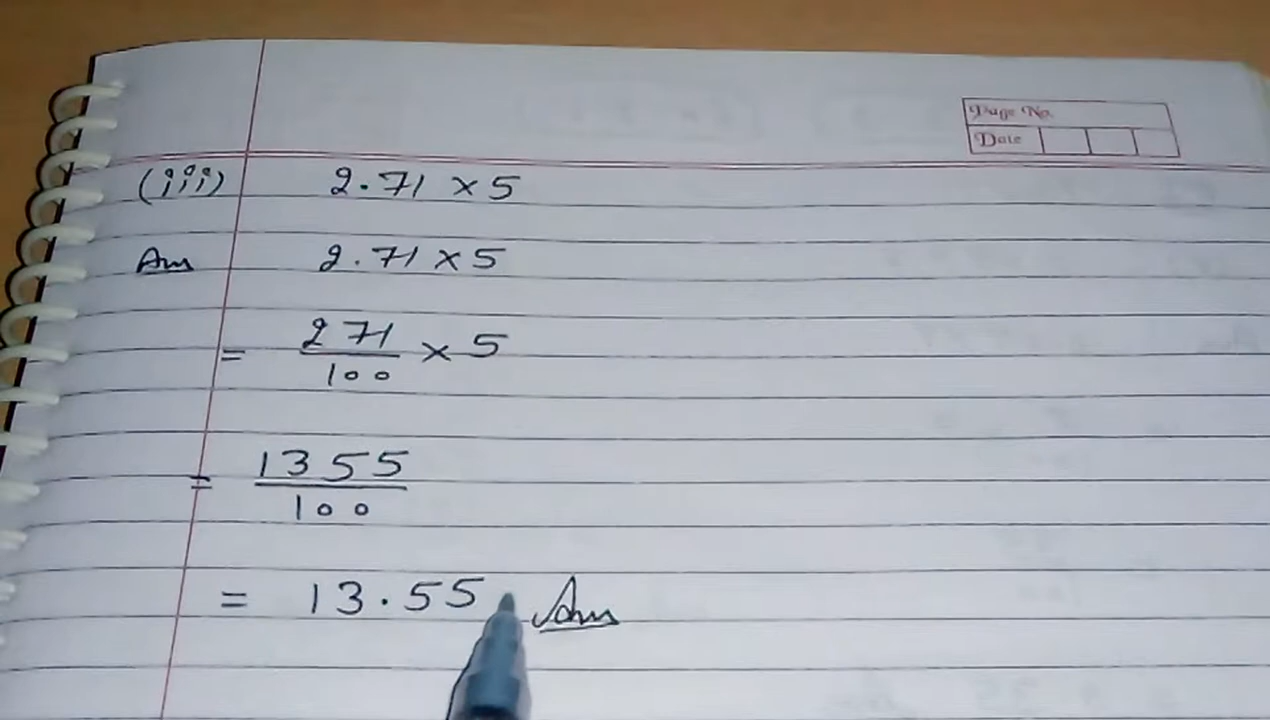 Page No.
Date
(iii) 2.71 × 5
Ans 2.71 × 5
= 271/100 × 5
= 1355/100
= 13.55 Ans